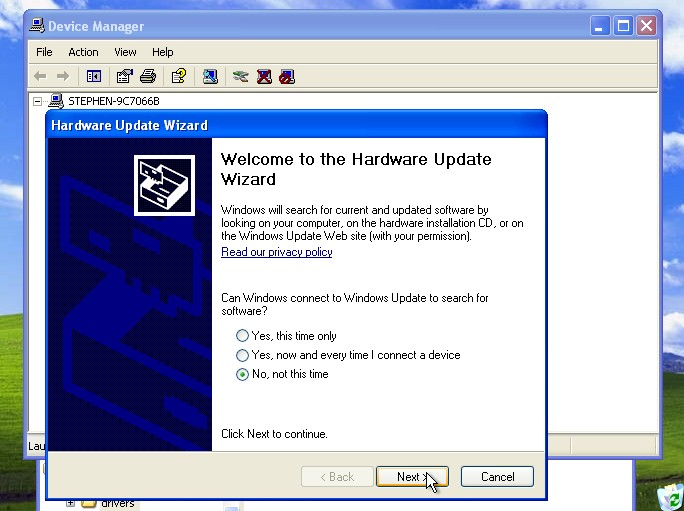 Device Manager
File Action View Help
STEPHEN-9C7066B
Hardware Update Wizard
Welcome to the Hardware Update
Wizard
Windows will search for current and updated software by
looking on your computer, on the hardware installation CD, or on
the Windows Update Web site (with your permission).
Read our privacy policy
Can Windows connect to Windows Update to search for
software?
Yes, this time only
Yes, now and every time I connect a device
No, not this time
Click Next to continue.
< Back Next > Cancel
drivers